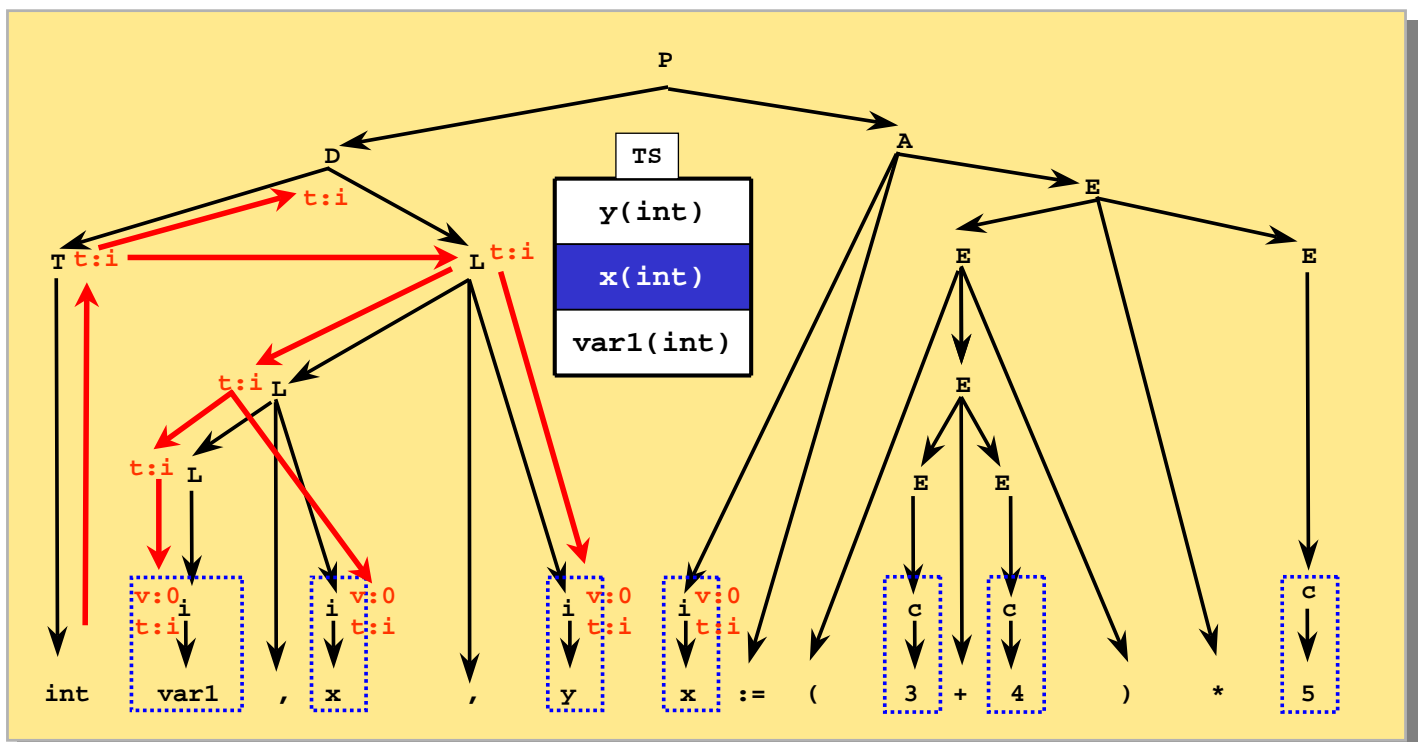 P
D
TS
A
t:i
E
y(int)
T t:i
L t:i
x(int)
E
E
var1(int)
t:i L
E
t:i L
E
E
v:0
i
t:i
i
v:0
t:i
i
v:0
t:i
i
v:0
t:i
c
c
c
int var1 , x , y x := ( 3 + 4 ) * 5